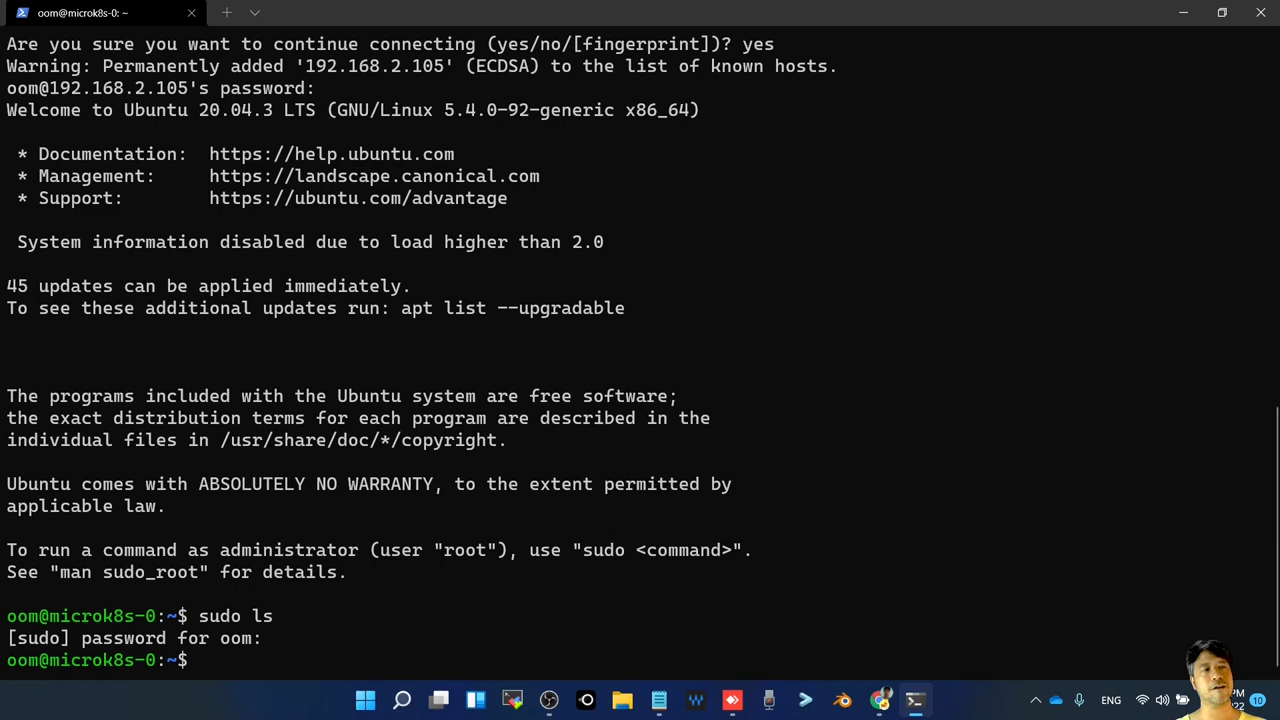 oom@microk8s-0: ~
Are you sure you want to continue connecting (yes/no/[fingerprint])? yes
Warning: Permanently added '192.168.2.105' (ECDSA) to the list of known hosts.
oom@192.168.2.105's password:
Welcome to Ubuntu 20.04.3 LTS (GNU/Linux 5.4.0-92-generic x86_64)
* Documentation: https://help.ubuntu.com
* Management: https://landscape.canonical.com
* Support: https://ubuntu.com/advantage
System information disabled due to load higher than 2.0
45 updates can be applied immediately.
To see these additional updates run: apt list --upgradable
The programs included with the Ubuntu system are free software;
the exact distribution terms for each program are described in the
individual files in /usr/share/doc/*/copyright.
Ubuntu comes with ABSOLUTELY NO WARRANTY, to the extent permitted by
applicable law.
To run a command as administrator (user "root"), use "sudo <command>".
See "man sudo_root" for details.
oom@microk8s-0:~$ sudo ls
[sudo] password for oom:
oom@microk8s-0:~$
ENG
10